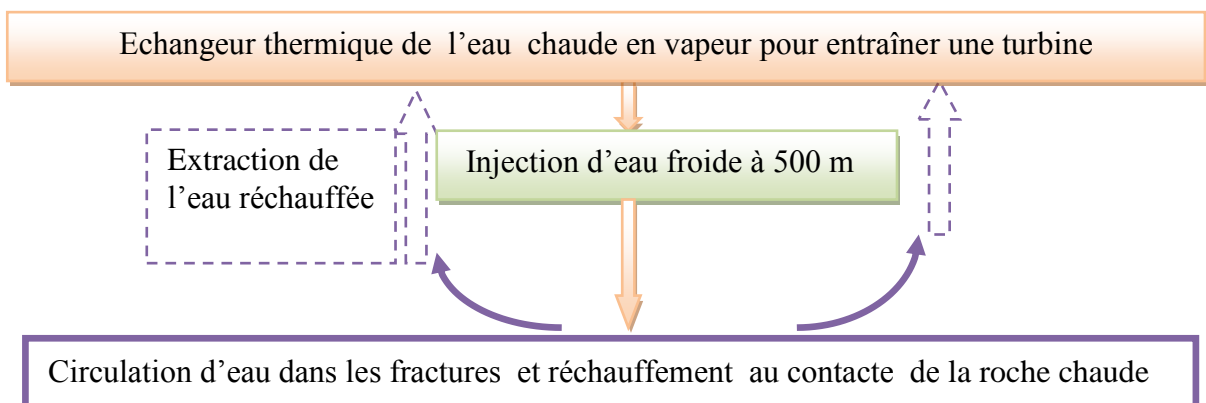 Echangeur thermique de l’eau chaude en vapeur pour entraîner une turbine
Extraction de
l’eau réchauffée
Injection d’eau froide à 500 m
Circulation d’eau dans les fractures et réchauffement au contacte de la roche chaude